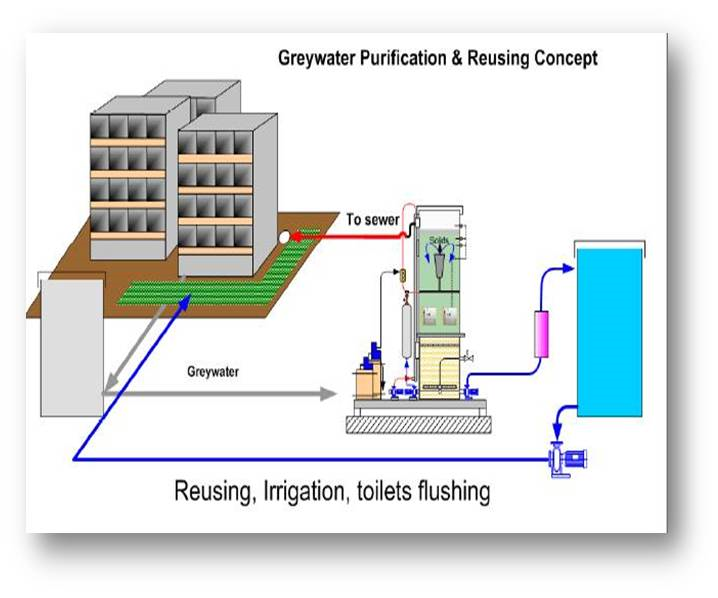 Greywater Purification & Reusing Concept
To sewer
Solids
Greywater
Reusing, Irrigation, toilets flushing